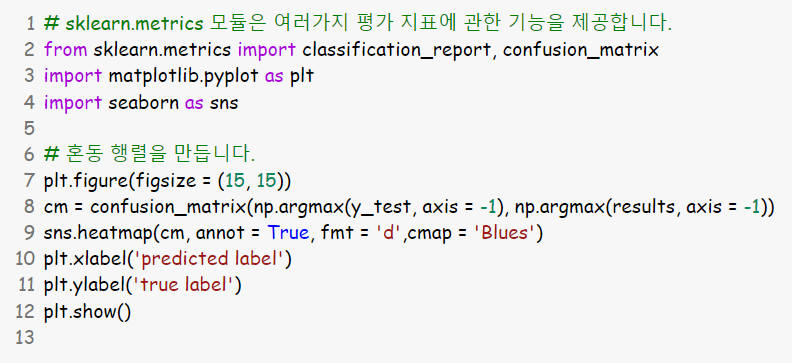 1 # sklearn.metrics 모듈은 여러가지 평가 지표에 관한 기능을 제공합니다.
2 from sklearn.metrics import classification_report, confusion_matrix
3 import matplotlib.pyplot as plt
4 import seaborn as sns
5
6 # 혼동 행렬을 만듭니다.
7 plt.figure(figsize = (15, 15))
8 cm = confusion_matrix(np.argmax(y_test, axis = -1), np.argmax(results, axis = -1))
9 sns.heatmap(cm, annot = True, fmt = 'd',cmap = 'Blues')
10 plt.xlabel('predicted label')
11 plt.ylabel('true label')
12 plt.show()
13